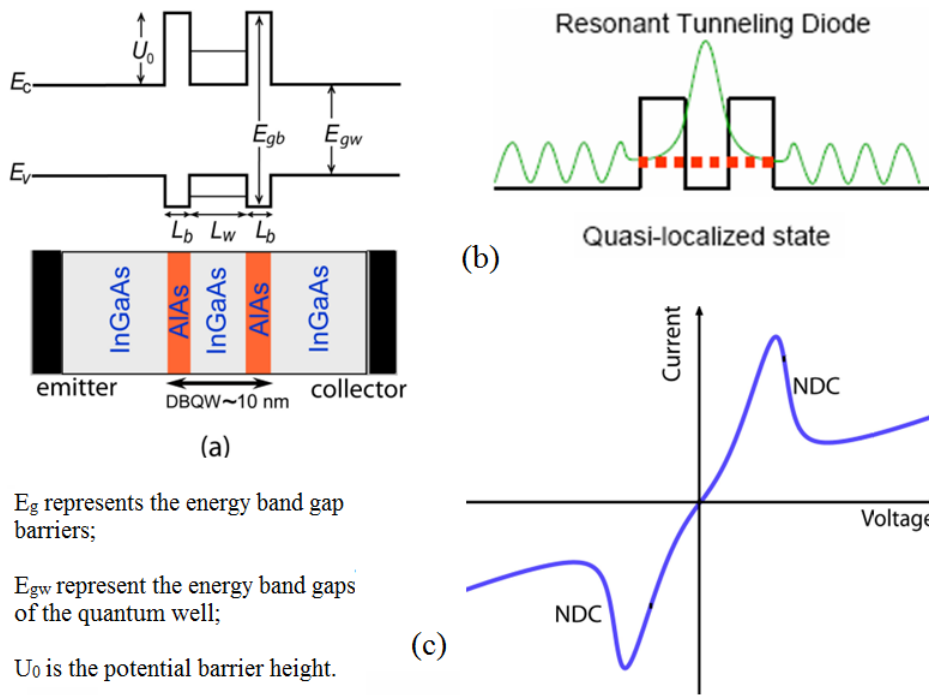 U0
Ec
Egb
Egw
Ev
Lb Lw Lb
InGaAs
AlAs
InGaAs
AlAs
InGaAs
emitter
DBQW~10 nm
collector
(a)
Eg represents the energy band gap
barriers;
Egw represent the energy band gaps
of the quantum well;
U0 is the potential barrier height.
Resonant Tunneling Diode
Quasi-localized state
(b)
Current
NDC
Voltage
NDC
(c)